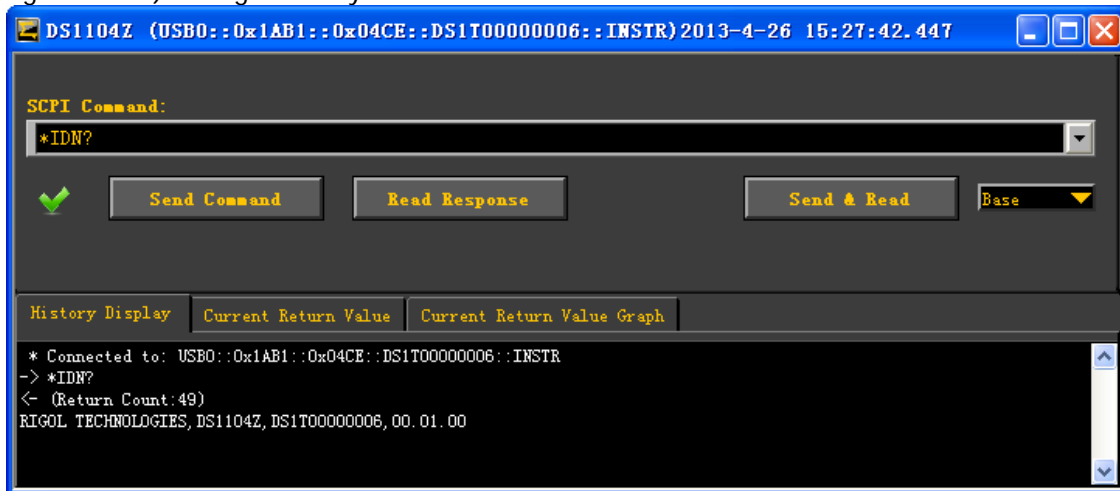 DS1104Z (USB0::0x1AB1::0x04CE::DS1T00000006::INSTR)2013-4-26 15:27:42.447
SCPI Command:
*IDN?
Send Command
Read Response
Send & Read
Base
History Display
Current Return Value
Current Return Value Graph
* Connected to: USB0::0x1AB1::0x04CE::DS1T00000006::INSTR
-> *IDN?
<- (Return Count:49)
RIGOL TECHNOLOGIES,DS1104Z,DS1T00000006,00.01.00